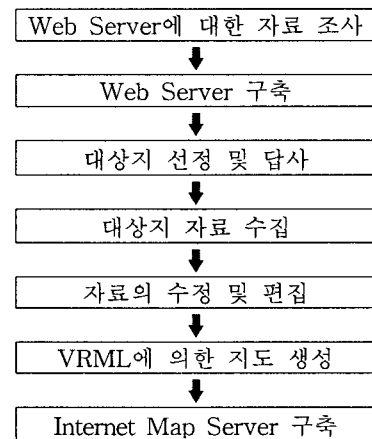 Web Server에 대한 자료 조사
Web Server 구축
대상지 선정 및 답사
대상지 자료 수집
자료의 수정 및 편집
VRML에 의한 지도 생성
Internet Map Server 구축